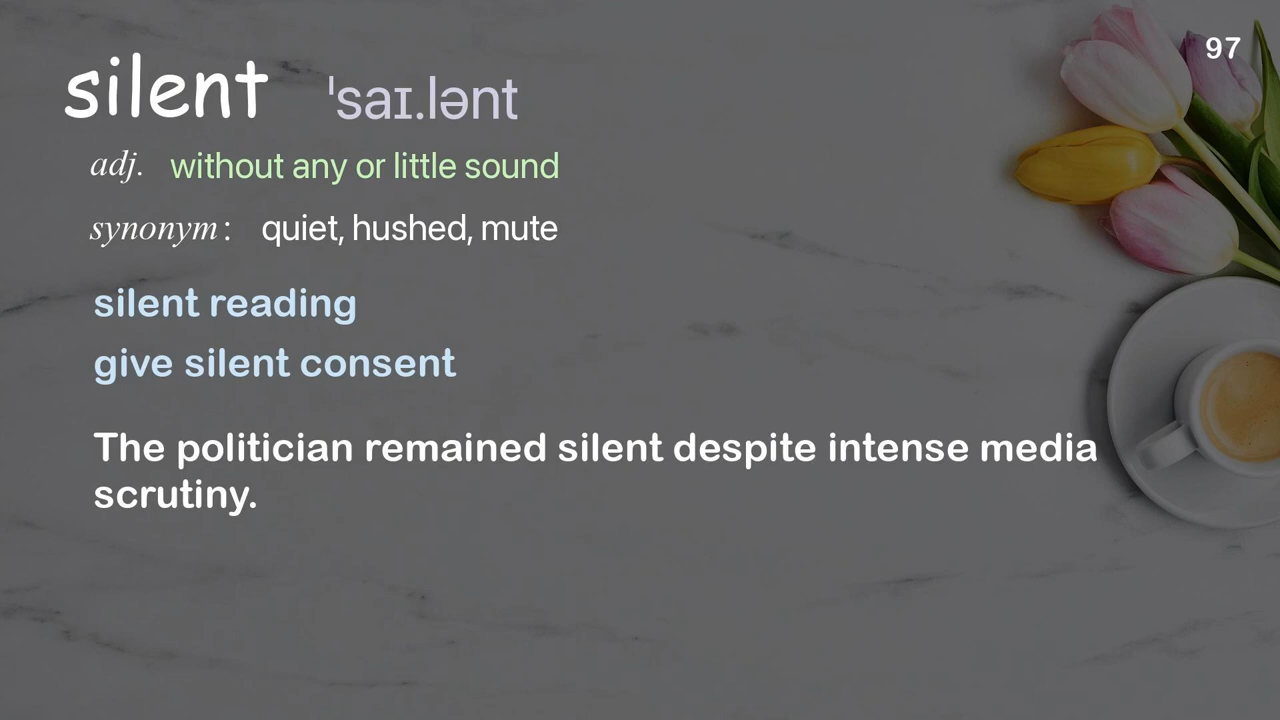 97
silent ˈsaɪ.lənt
adj. without any or little sound
synonym: quiet, hushed, mute
silent reading
give silent consent
The politician remained silent despite intense media
scrutiny.